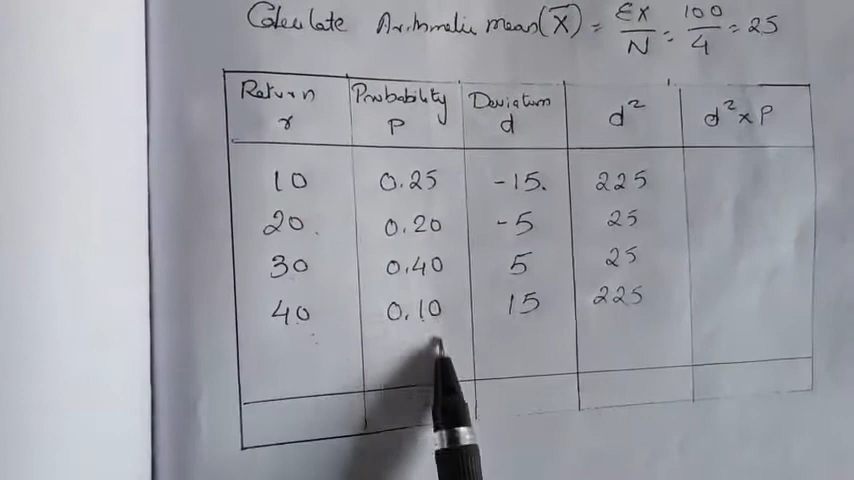 Calculate Arithmetic mean (X̄) = ΣX/N = 100/4 = 25
Return r Probability P Deviation d d² d² x P
10 0.25 -15. 225
20 0.20 -5 25
30 0.40 5 25
40 0.10 15 225